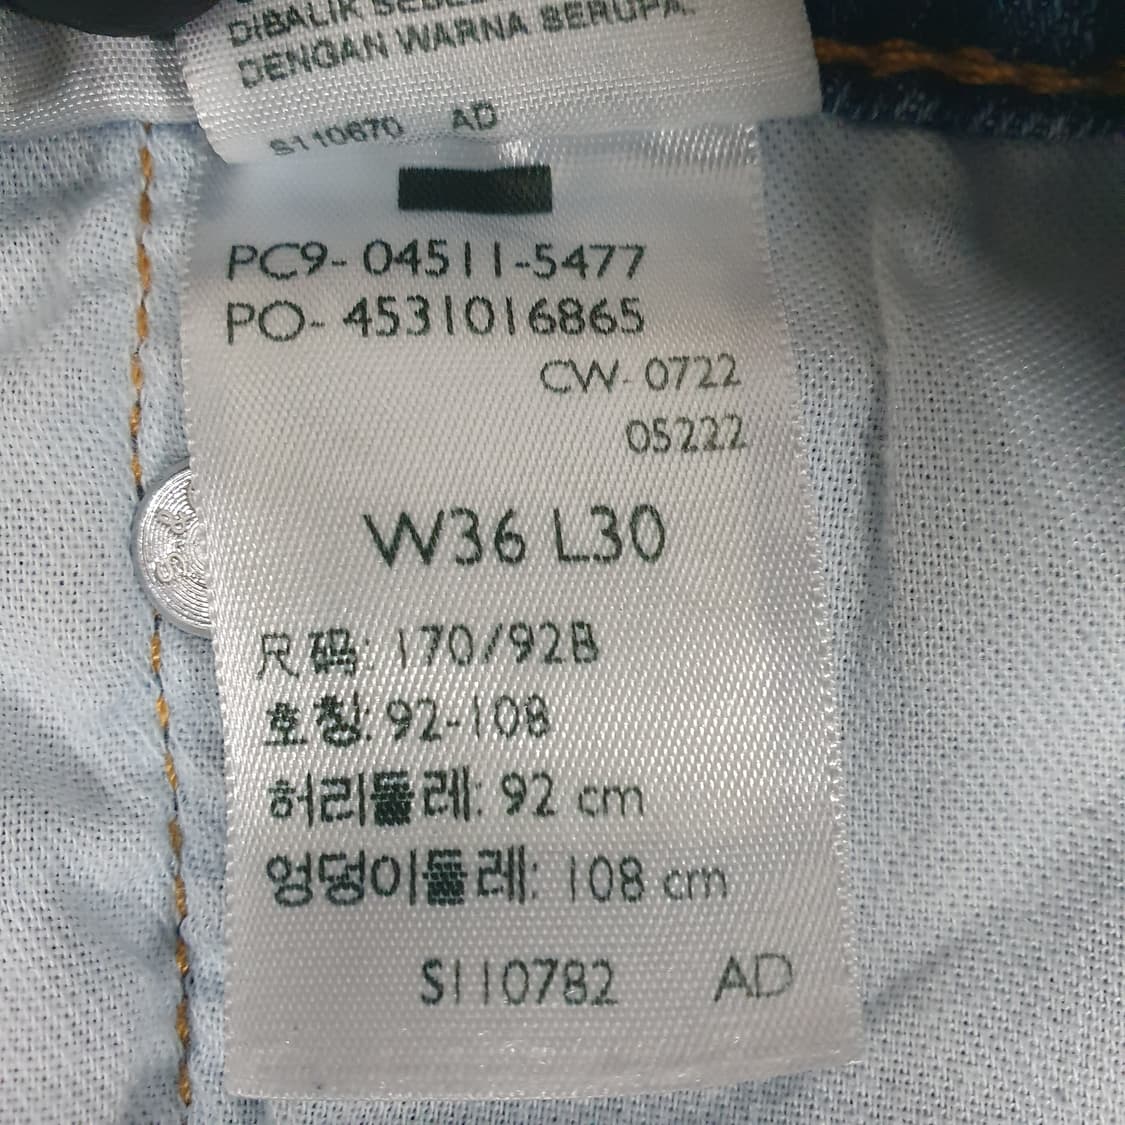 DIBALIK
DENGAN WARNA SERUPA.
S110670 AD
PC9- 04511-5477
PO- 4531016865
CW- 0722
05222
W36 L30
尺码: 170/92B
호칭: 92-108
허리둘레: 92 cm
엉덩이둘레: 108 cm
S110782 AD